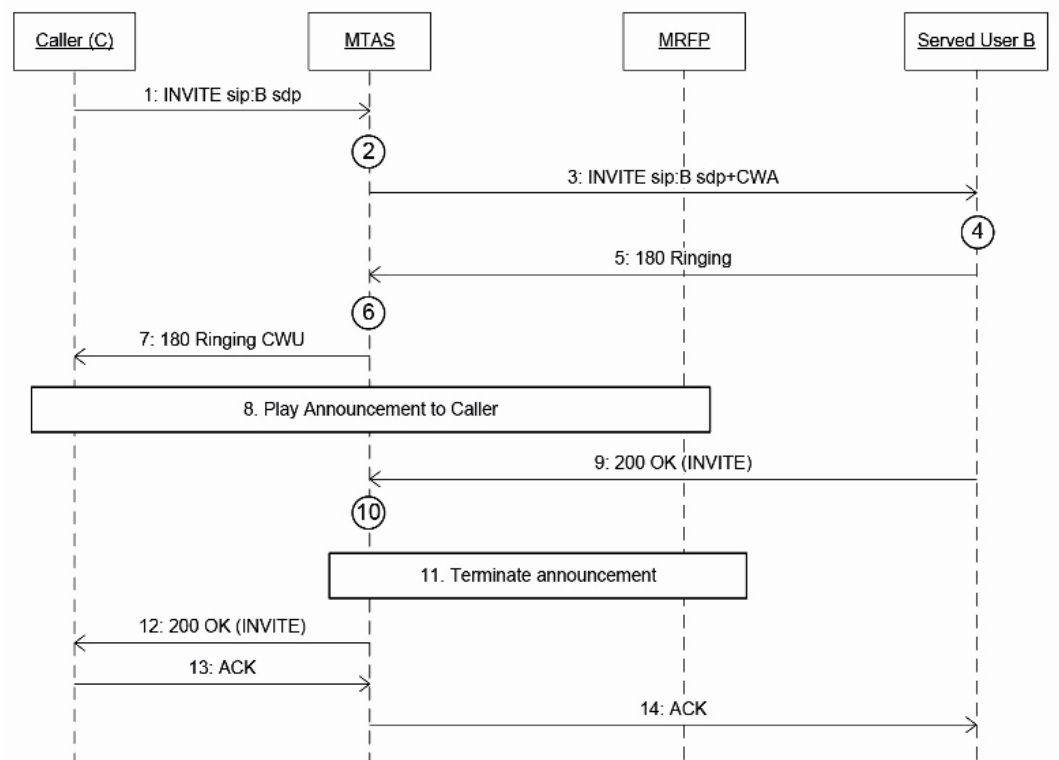 Caller (C)
MTAS
MRFP
Served User B
1: INVITE sip:B sdp
2
3: INVITE sip:B sdp+CWA
4
5: 180 Ringing
6
7: 180 Ringing CWU
8. Play Announcement to Caller
9: 200 OK (INVITE)
10
11. Terminate announcement
12: 200 OK (INVITE)
13: ACK
14: ACK